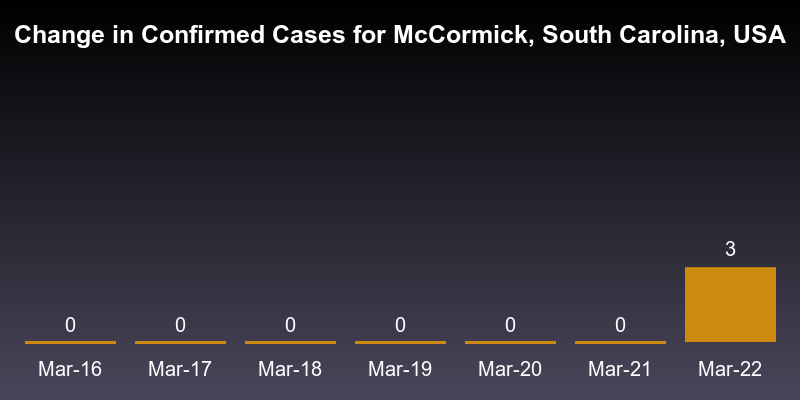 Change in Confirmed Cases for McCormick, South Carolina, USA
3
0 0 0 0 0 0
Mar-16 Mar-17 Mar-18 Mar-19 Mar-20 Mar-21 Mar-22